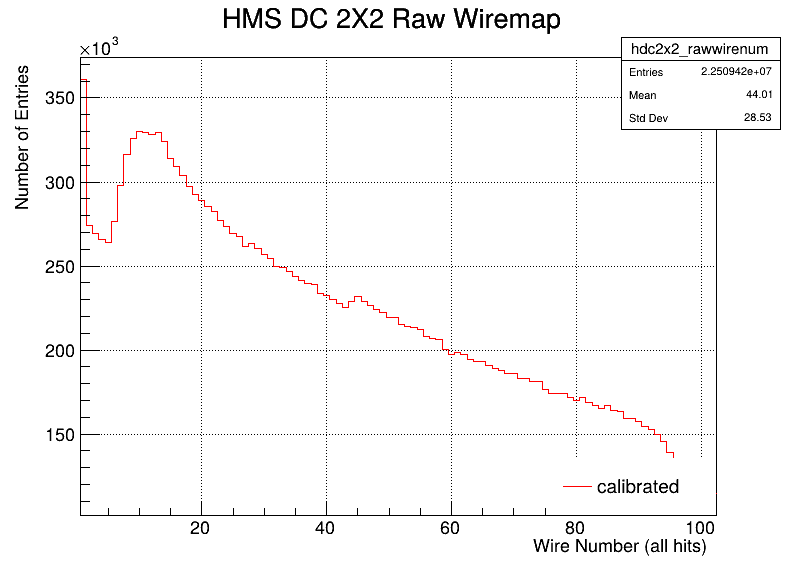 HMS DC 2X2 Raw Wiremap
×10³
hdc2x2_rawwirenum
Entries 2.250942e+07
Mean 44.01
Std Dev 28.53
Number of Entries
350
300
250
200
150
calibrated
20 40 60 80 100
Wire Number (all hits)